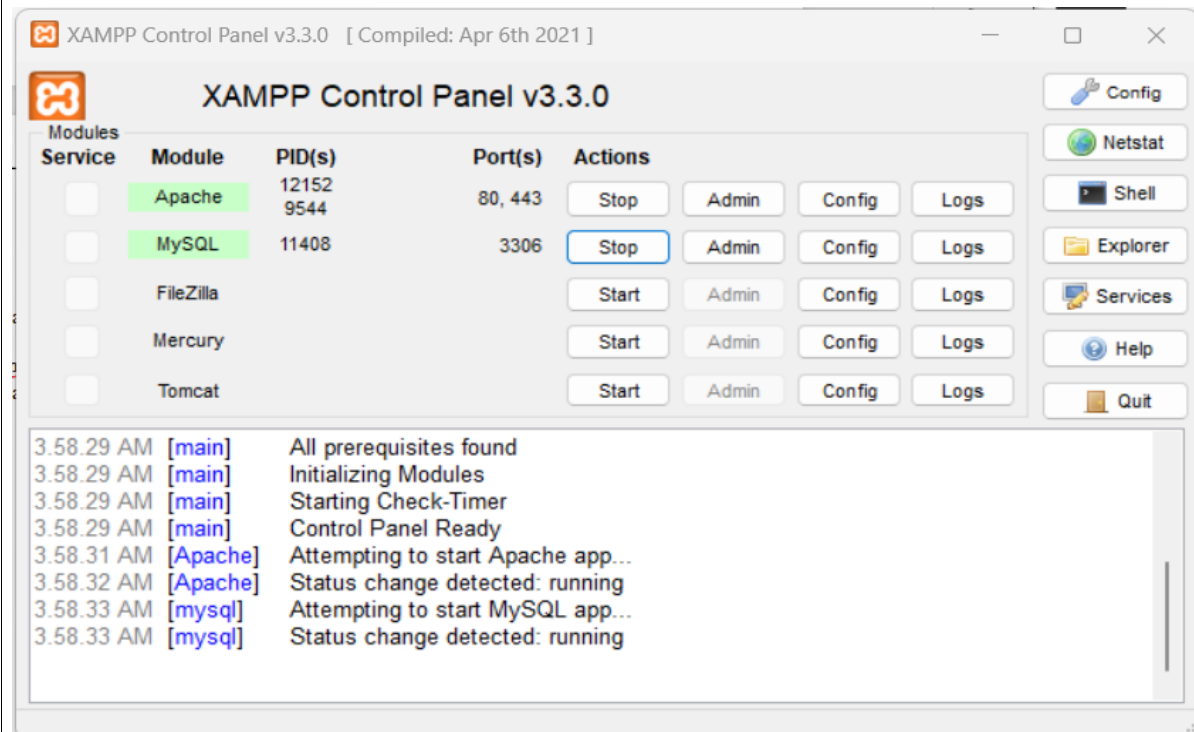 XAMPP Control Panel v3.3.0 [ Compiled: Apr 6th 2021 ]
XAMPP Control Panel v3.3.0
Config
Modules
Service Module PID(s) Port(s) Actions
Netstat
Apache 12152 9544 80, 443 Stop Admin Config Logs
Shell
MySQL 11408 3306 Stop Admin Config Logs
Explorer
FileZilla Start Admin Config Logs
Services
Mercury Start Admin Config Logs
Help
Tomcat Start Admin Config Logs
Quit
3.58.29 AM [main] All prerequisites found
3.58.29 AM [main] Initializing Modules
3.58.29 AM [main] Starting Check-Timer
3.58.29 AM [main] Control Panel Ready
3.58.31 AM [Apache] Attempting to start Apache app...
3.58.32 AM [Apache] Status change detected: running
3.58.33 AM [mysql] Attempting to start MySQL app...
3.58.33 AM [mysql] Status change detected: running